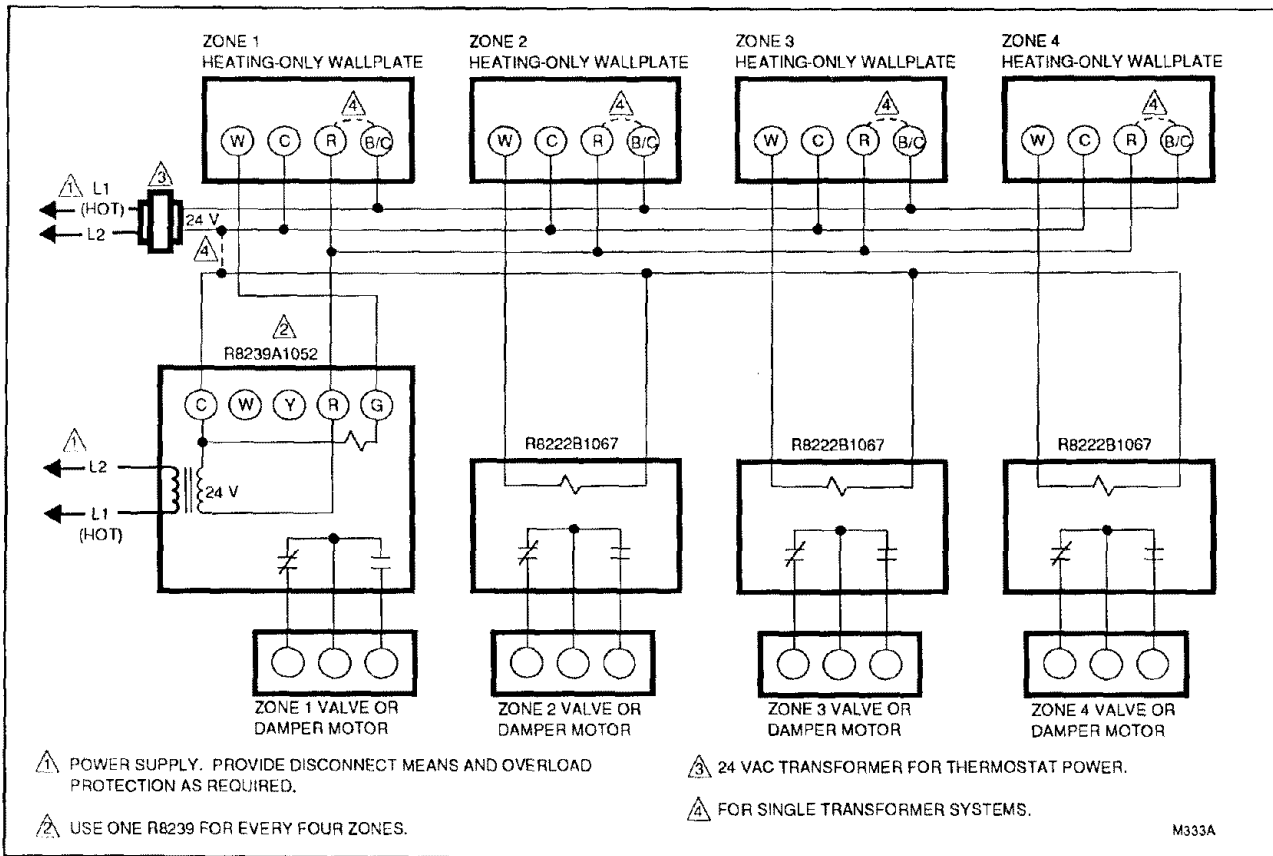 ZONE 1
HEATING-ONLY WALLPLATE
ZONE 2
HEATING-ONLY WALLPLATE
ZONE 3
HEATING-ONLY WALLPLATE
ZONE 4
HEATING-ONLY WALLPLATE
4
4
4
4
W C R B/C
W C R B/C
W C R B/C
W C R B/C
1 L1
(HOT)
3
24 V
L2
4
2
R8239A1052
C W Y R G
1
L2
24 V
L1
(HOT)
R8222B1067
R8222B1067
R8222B1067
ZONE 1 VALVE OR
DAMPER MOTOR
ZONE 2 VALVE OR
DAMPER MOTOR
ZONE 3 VALVE OR
DAMPER MOTOR
ZONE 4 VALVE OR
DAMPER MOTOR
1 POWER SUPPLY. PROVIDE DISCONNECT MEANS AND OVERLOAD
PROTECTION AS REQUIRED.
2 USE ONE R8239 FOR EVERY FOUR ZONES.
3 24 VAC TRANSFORMER FOR THERMOSTAT POWER.
4 FOR SINGLE TRANSFORMER SYSTEMS.
M333A